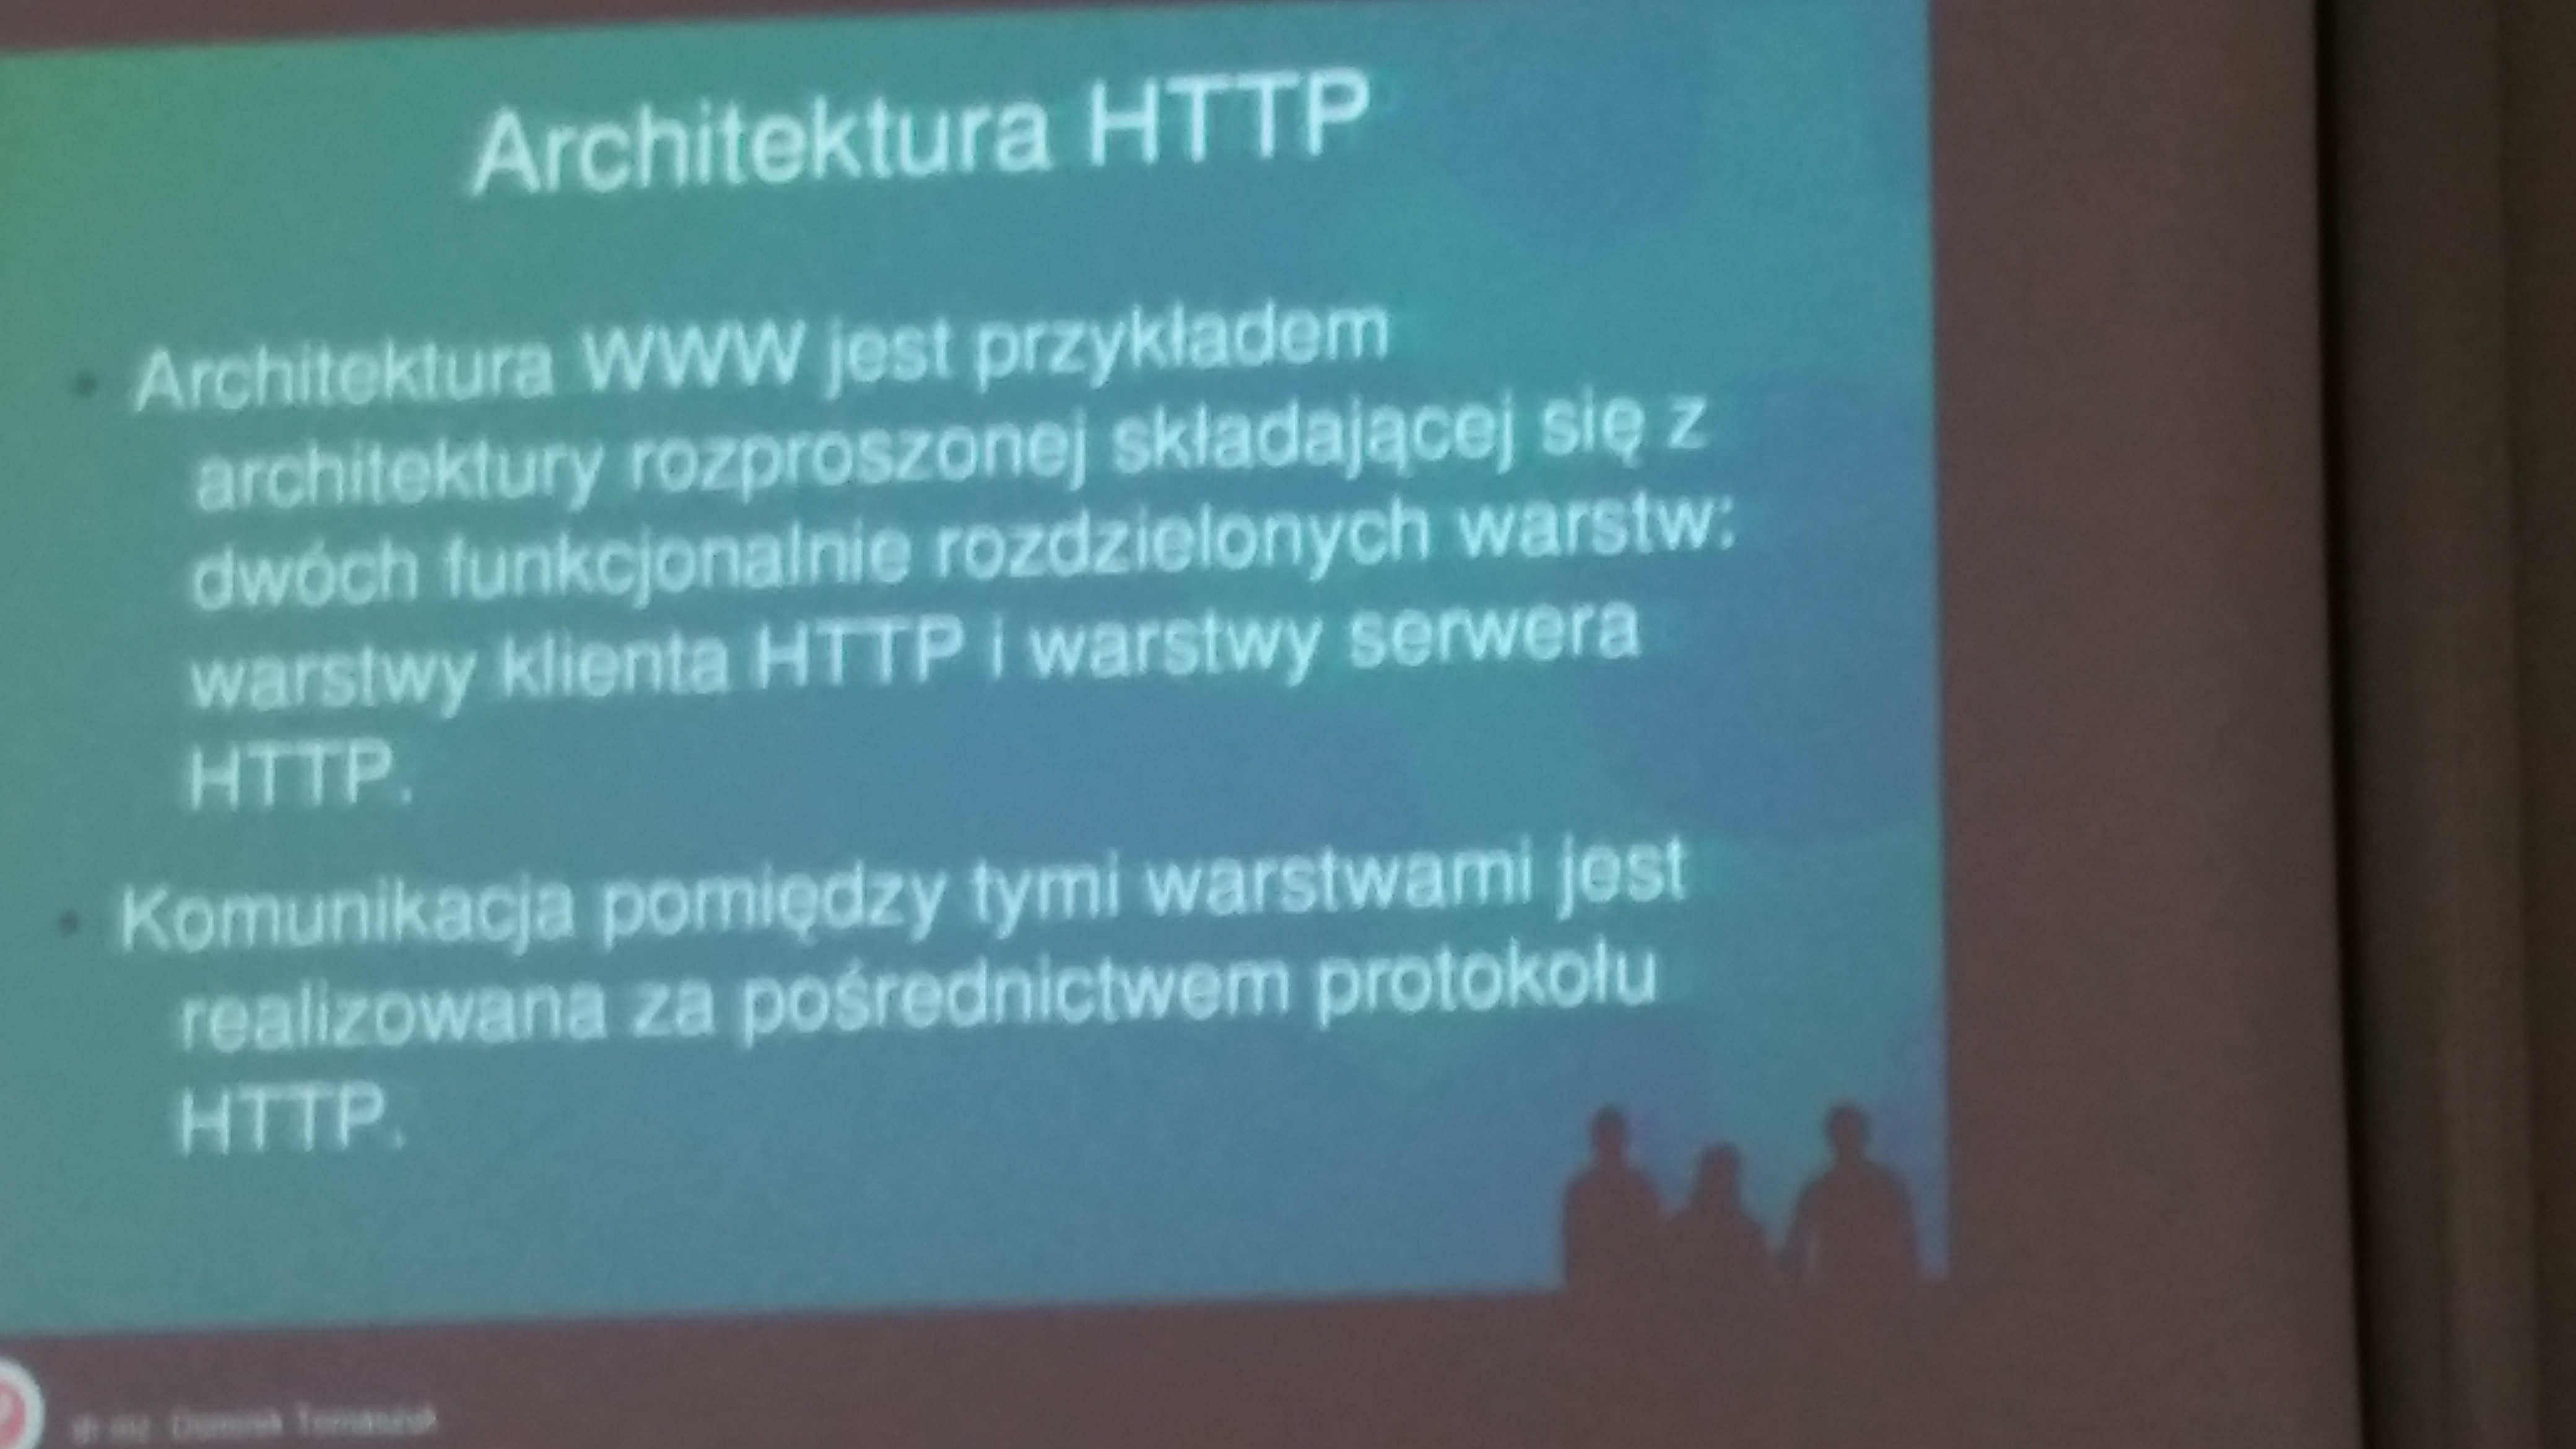 Architektura HTTP
• Architektura WWW jest przykładem
architektury rozproszonej składającej się z
dwóch funkcjonalnie rozdzielonych warstw:
warstwy klienta HTTP i warstwy serwera
HTTP.
• Komunikacja pomiędzy tymi warstwami jest
realizowana za pośrednictwem protokołu
HTTP.
dr inż. Dominik Tomaszuk